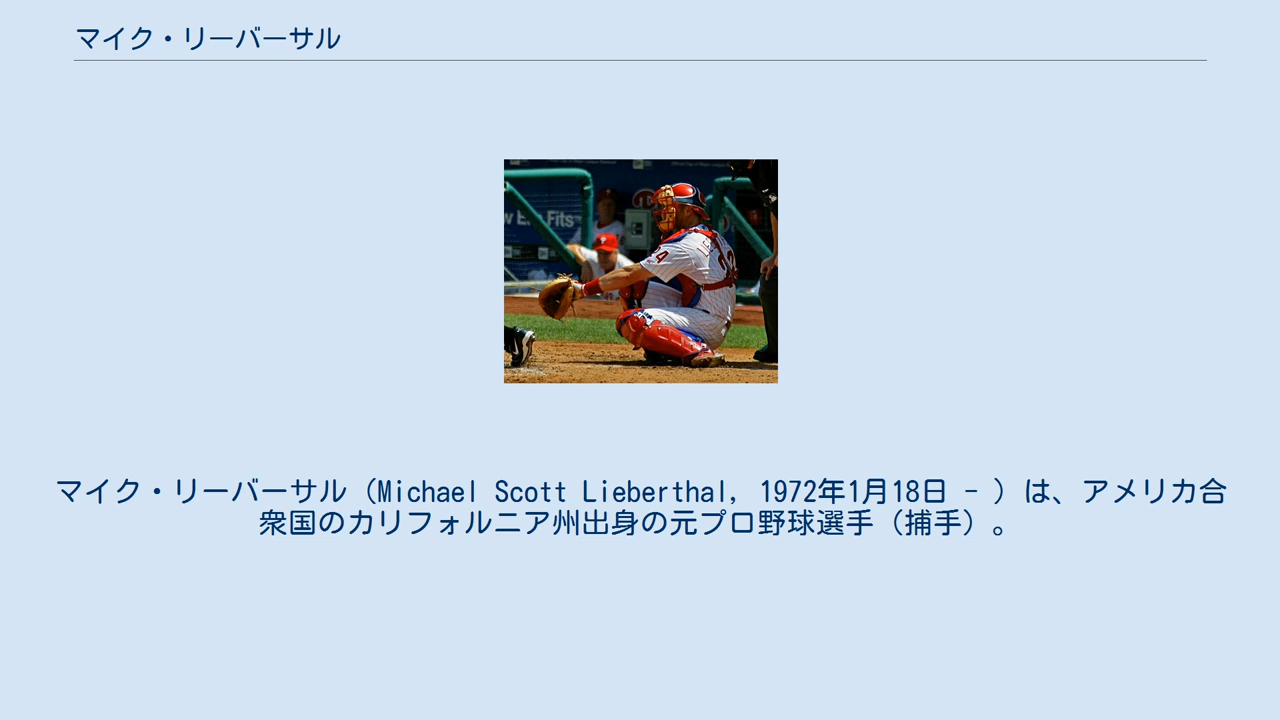 マイク・リーバーサル
w Era Fits
マイク・リーバーサル（Michael Scott Lieberthal, 1972年1月18日 - ）は、アメリカ合
衆国のカリフォルニア州出身の元プロ野球選手（捕手）。